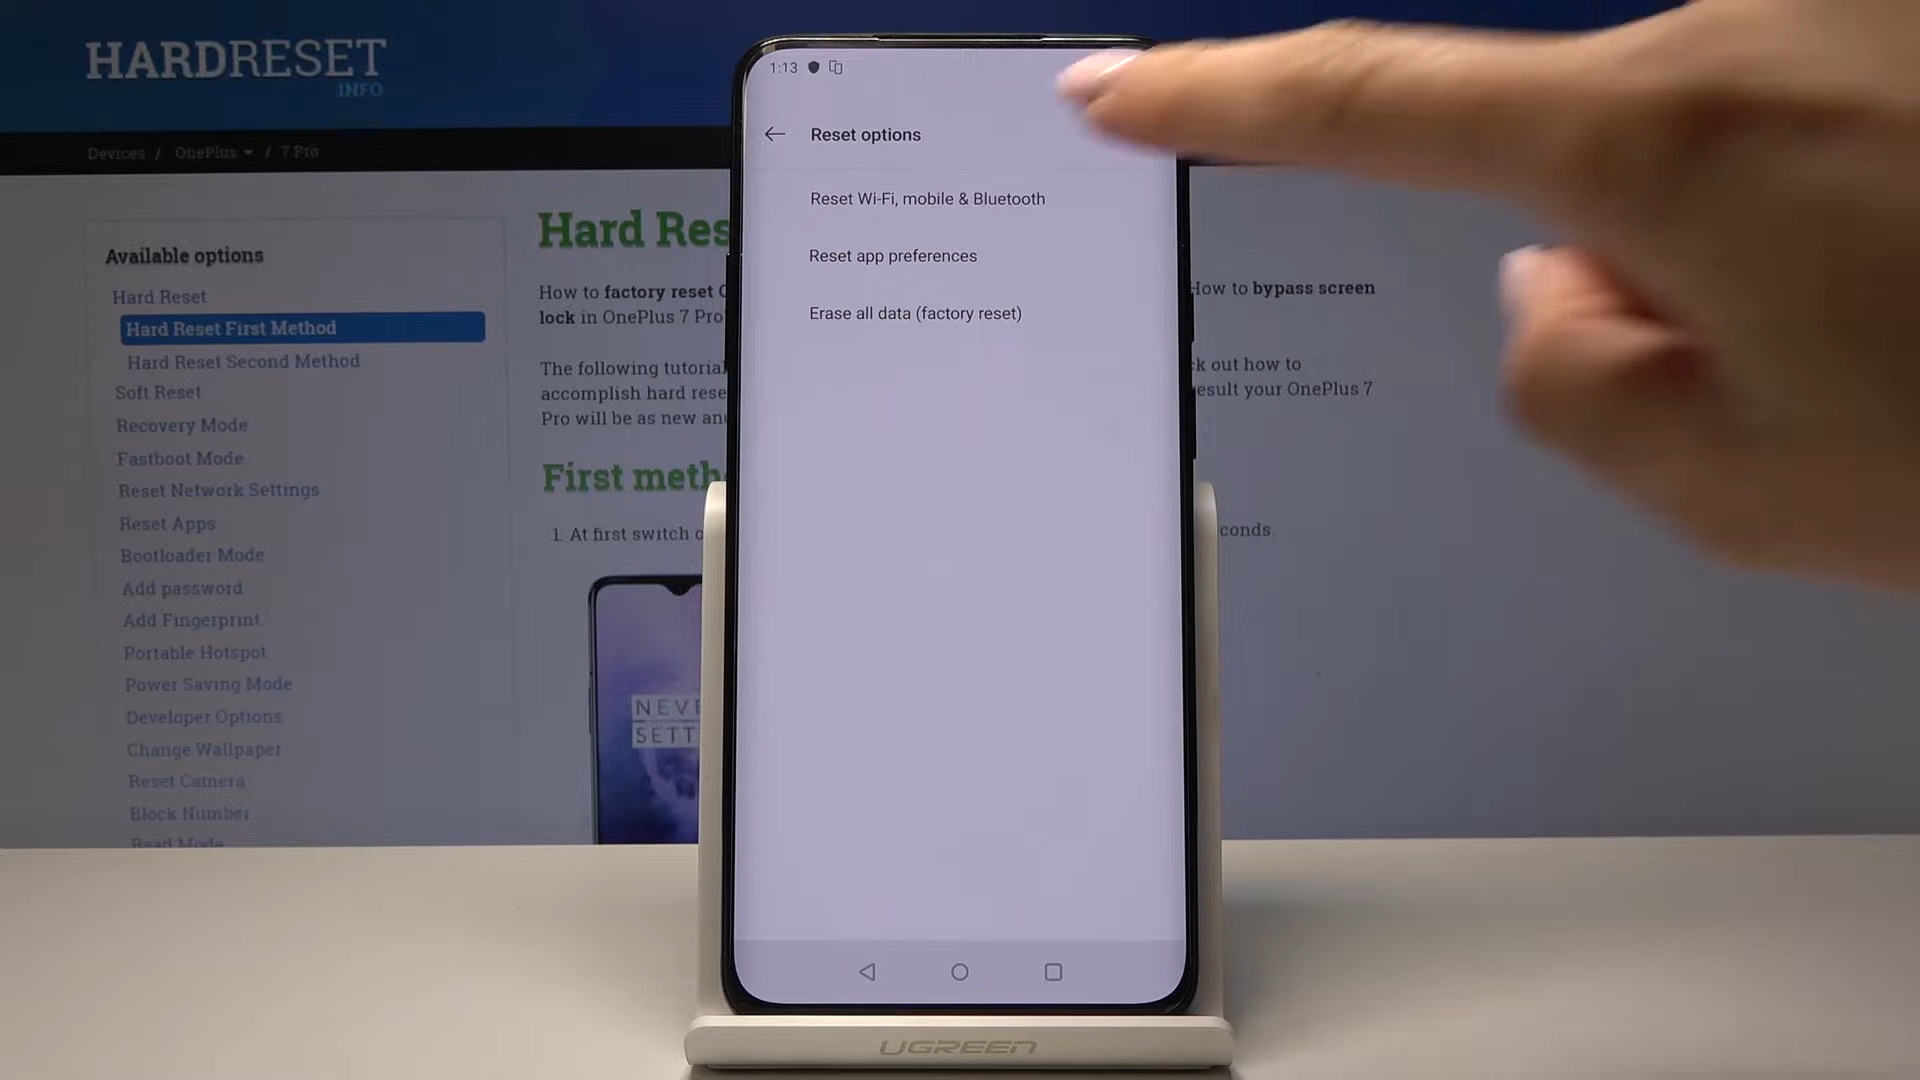 HARDRESET
.INFO
Devices / OnePlus / 7 Pro
Available options
Hard Reset
Hard Reset First Method
Hard Reset Second Method
Soft Reset
Recovery Mode
Fastboot Mode
Reset Network Settings
Reset Apps
Bootloader Mode
Add password
Add Fingerprint
Portable Hotspot
Power Saving Mode
Developer Options
Change Wallpaper
Reset Camera
Block Number
Read Mode
Hard Res
How to factory reset
lock in OnePlus 7 Pro
The following tutorial
accomplish hard rese
Pro will be as new an
First meth
1. At first switch
NEVE
SETT
1:13
Reset options
Reset Wi-Fi, mobile & Bluetooth
Reset app preferences
Erase all data (factory reset)
How to bypass screen
ck out how to
esult your OnePlus 7
conds.
UGREEN